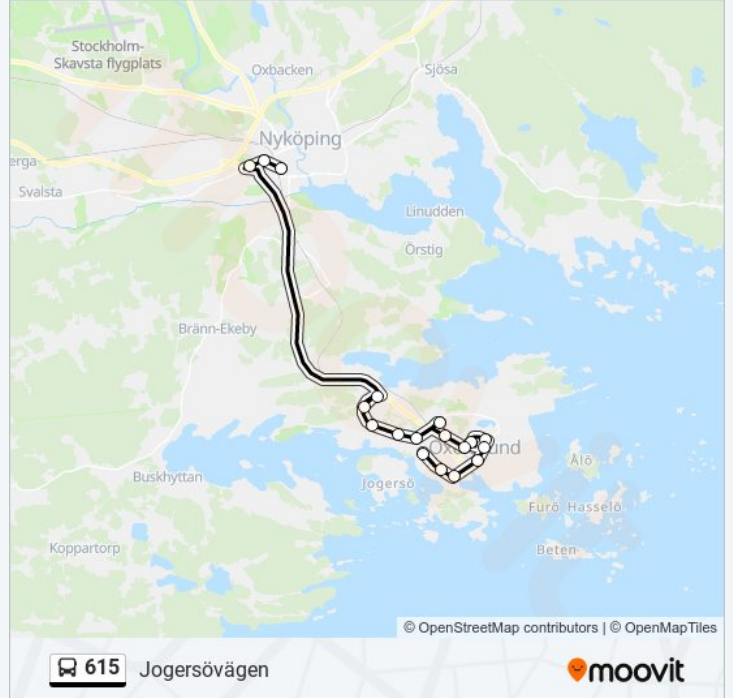 Stockholm-
Skavsta flygplats
Oxbacken
Sjösa
Nyköping
erga
Svalsta
Linudden
Örstig
Bränn-Ekeby
Buskhyttan
Jogersö
Ålö
Furö Hasselö
Beten
Koppartorp
© OpenStreetMap contributors | © OpenMapTiles
615 Jogersövägen
moovit